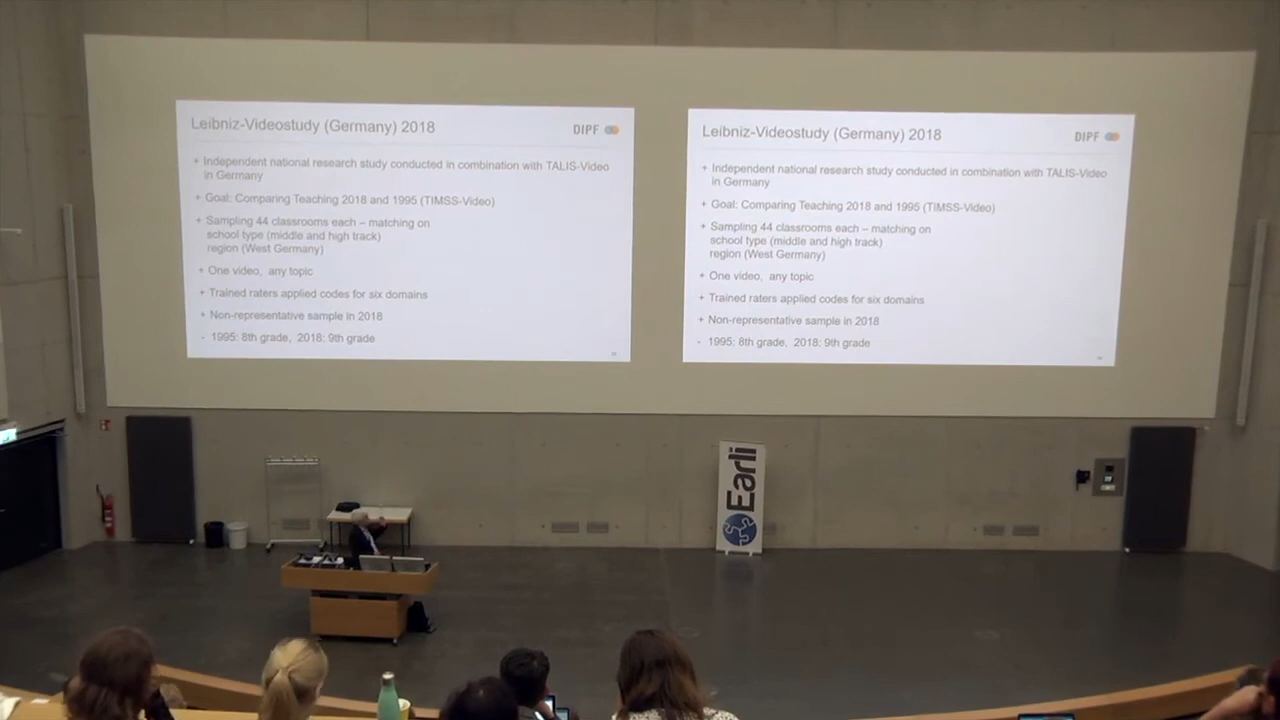 Leibniz-Videostudy (Germany) 2018
DIPF
+ Independent national research study conducted in combination with TALIS-Video
in Germany
+ Goal: Comparing Teaching 2018 and 1995 (TIMSS-Video)
+ Sampling 44 classrooms each – matching on
school type (middle and high track)
region (West Germany)
+ One video, any topic
+ Trained raters applied codes for six domains
+ Non-representative sample in 2018
- 1995: 8th grade, 2018: 9th grade
Leibniz-Videostudy (Germany) 2018
DIPF
+ Independent national research study conducted in combination with TALIS-Video
in Germany
+ Goal: Comparing Teaching 2018 and 1995 (TIMSS-Video)
+ Sampling 44 classrooms each – matching on
school type (middle and high track)
region (West Germany)
+ One video, any topic
+ Trained raters applied codes for six domains
+ Non-representative sample in 2018
- 1995: 8th grade, 2018: 9th grade
Earli